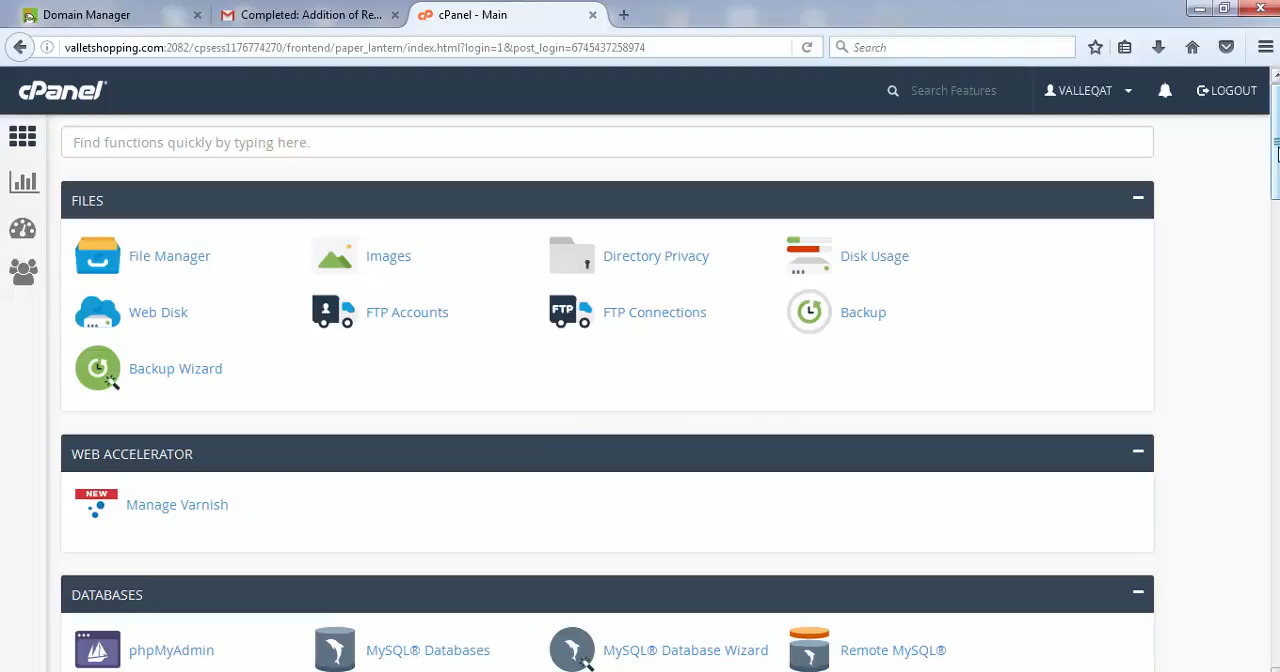 Domain Manager
Completed: Addition of Re...
cPanel - Main
valletshopping.com:2082/cpsess1176774270/frontend/paper_lantern/index.html?login=1&post_login=6745437258974
Search
cPanel
Search Features
VALLEQAT
LOGOUT
Find functions quickly by typing here.
FILES
File Manager
Images
Directory Privacy
Disk Usage
Web Disk
FTP Accounts
FTP
FTP Connections
Backup
Backup Wizard
WEB ACCELERATOR
NEW
Manage Varnish
DATABASES
phpMyAdmin
MySQL® Databases
MySQL® Database Wizard
Remote MySQL®